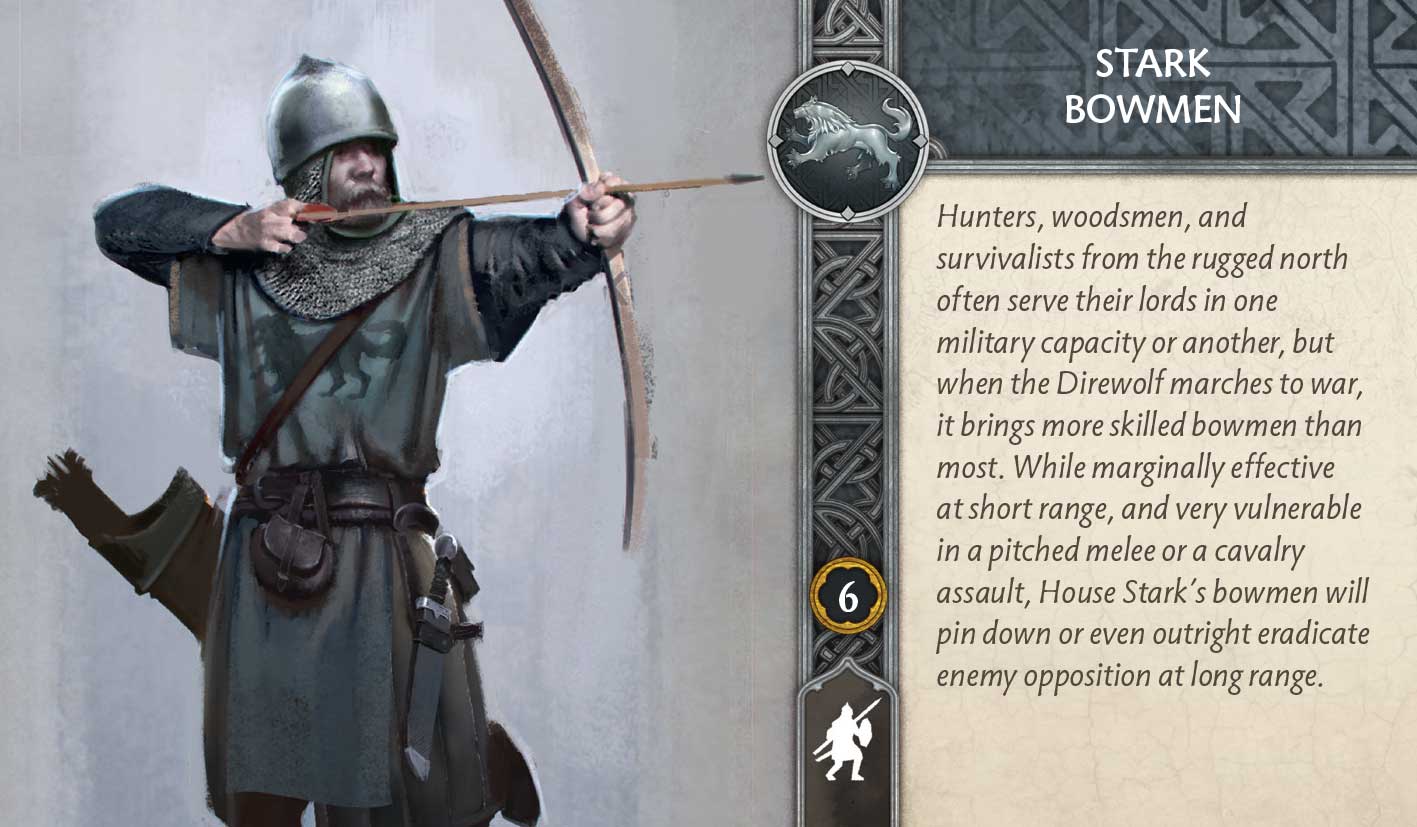 STARK
BOWMEN
Hunters, woodsmen, and
survivalists from the rugged north
often serve their lords in one
military capacity or another, but
when the Direwolf marches to war,
it brings more skilled bowmen than
most. While marginally effective
at short range, and very vulnerable
in a pitched melee or a cavalry
assault, House Stark's bowmen will
pin down or even outright eradicate
enemy opposition at long range.
6